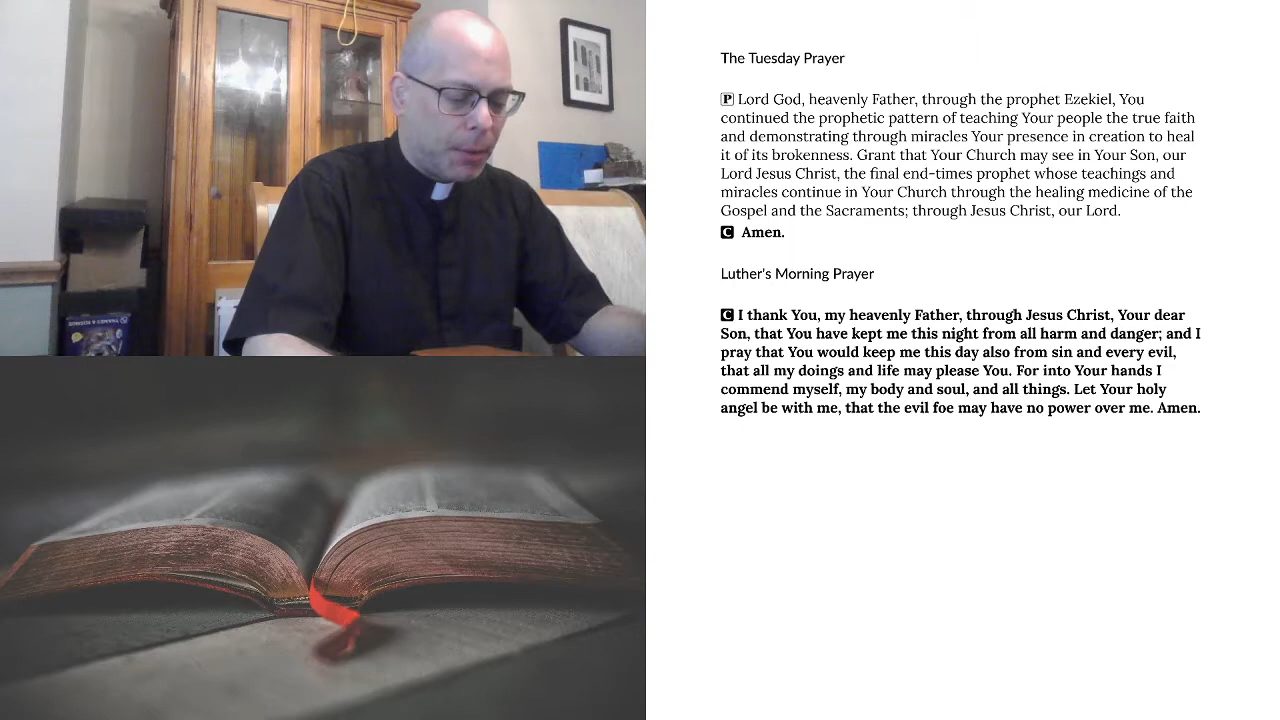 The Tuesday Prayer
P Lord God, heavenly Father, through the prophet Ezekiel, You
continued the prophetic pattern of teaching Your people the true faith
and demonstrating through miracles Your presence in creation to heal
it of its brokenness. Grant that Your Church may see in Your Son, our
Lord Jesus Christ, the final end-times prophet whose teachings and
miracles continue in Your Church through the healing medicine of the
Gospel and the Sacraments; through Jesus Christ, our Lord.
C Amen.
Luther's Morning Prayer
C I thank You, my heavenly Father, through Jesus Christ, Your dear
Son, that You have kept me this night from all harm and danger; and I
pray that You would keep me this day also from sin and every evil,
that all my doings and life may please You. For into Your hands I
commend myself, my body and soul, and all things. Let Your holy
angel be with me, that the evil foe may have no power over me. Amen.